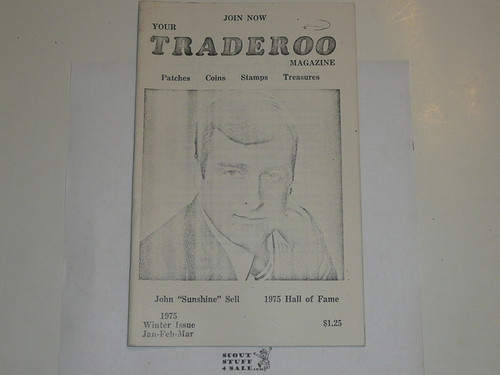 JOIN NOW
YOUR
TRADEROO
MAGAZINE
Patches Coins Stamps Treasures
John "Sunshine" Sell 1975 Hall of Fame
1975
Winter Issue
Jan-Feb-Mar
$1.25
SCOUT
STUFF
4 SALE.com